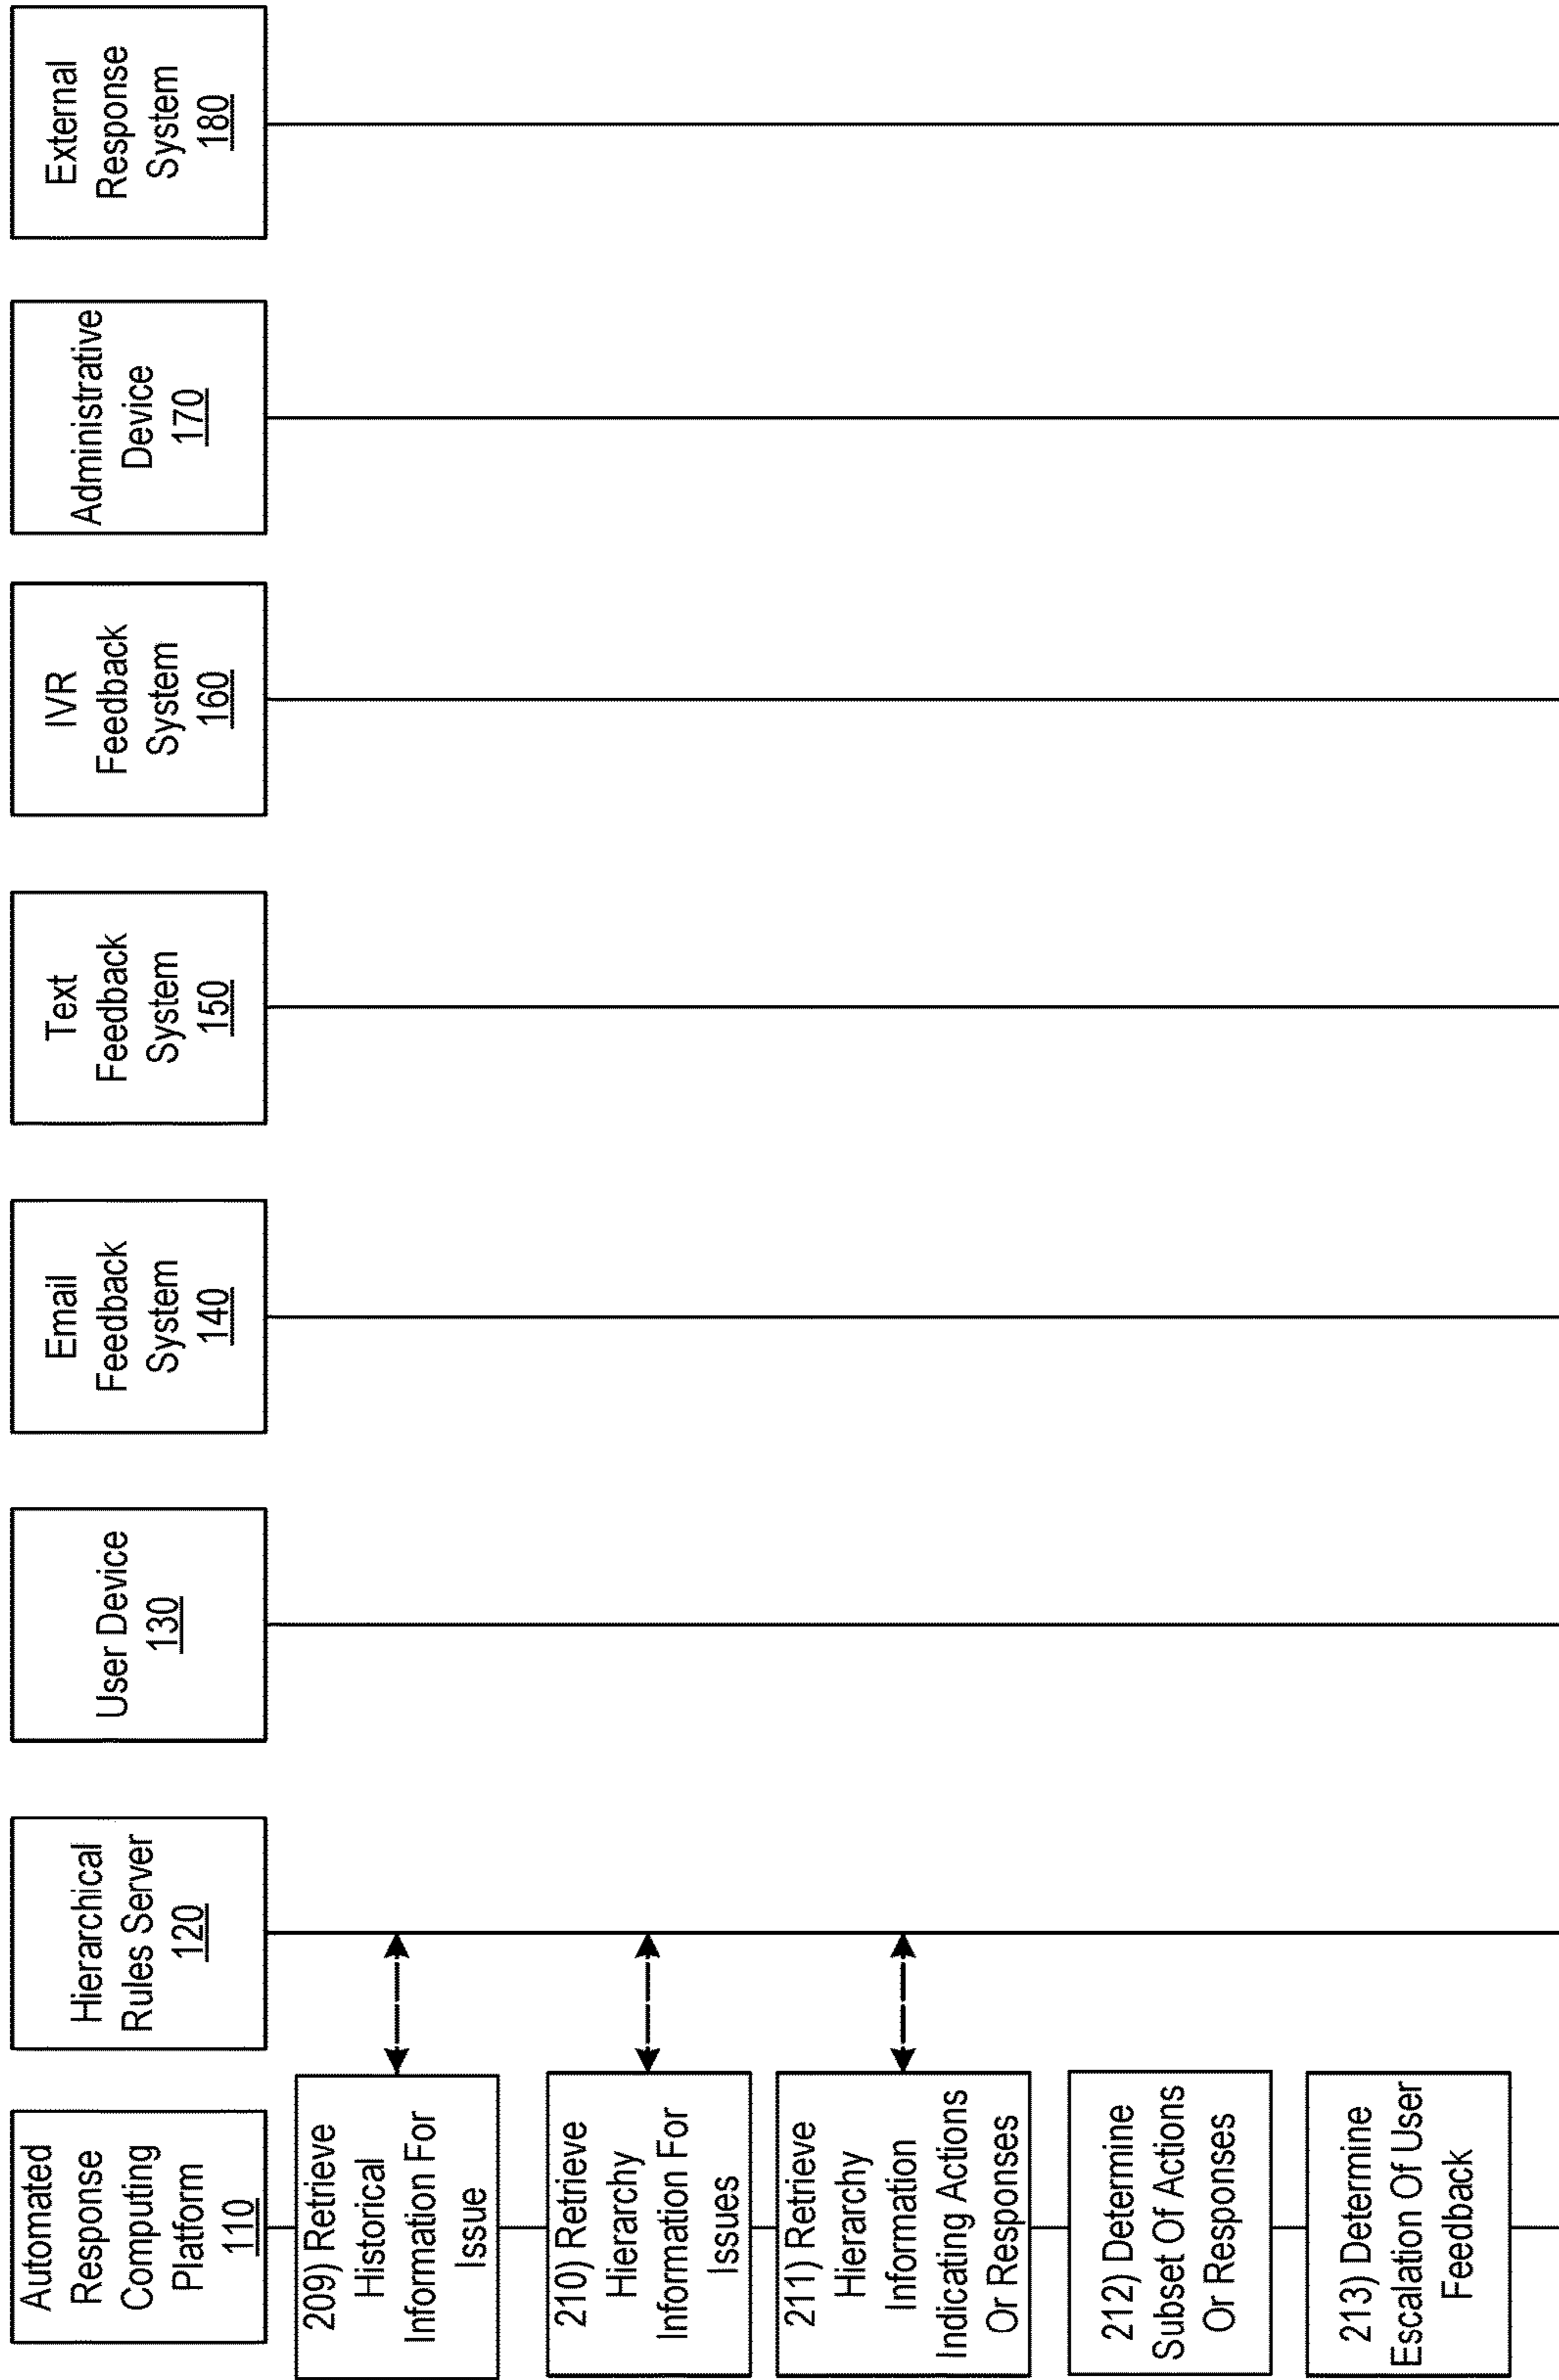 Automated
Response
Computing
Platform
110
Hierarchical
Rules Server
120
User Device
130
Email
Feedback
System
140
Text
Feedback
System
150
IVR
Feedback
System
160
Administrative
Device
170
External
Response
System
180
209) Retrieve
Historical
Information For
Issue
210) Retrieve
Hierarchy
Information For
Issues
211) Retrieve
Hierarchy
Information
Indicating Actions
Or Responses
212) Determine
Subset Of Actions
Or Responses
213) Determine
Escalation Of User
Feedback